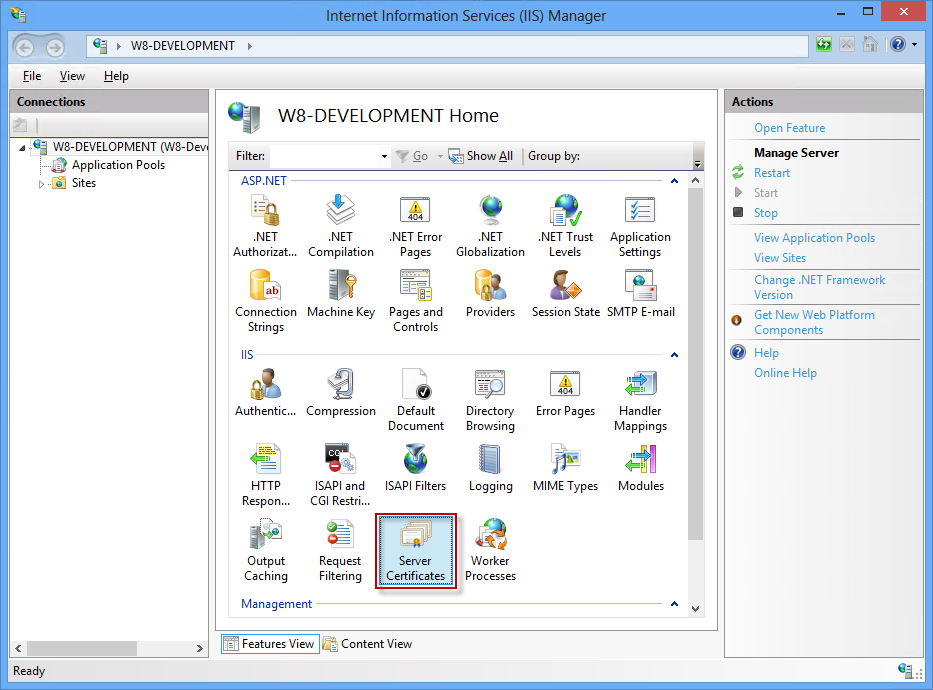 Internet Information Services (IIS) Manager
W8-DEVELOPMENT
File View Help
Connections
W8-DEVELOPMENT (W8-Deve
Application Pools
Sites
W8-DEVELOPMENT Home
Filter: Go Show All Group by:
ASP.NET
.NET Authorizat...
.NET Compilation
404
.NET Error Pages
.NET Globalization
.NET Trust Levels
Application Settings
ab
Connection Strings
Machine Key
Pages and Controls
Providers
Session State
SMTP E-mail
IIS
Authentic...
Compression
Default Document
Directory Browsing
404
Error Pages
Handler Mappings
HTTP Respon...
CGI
ISAPI and CGI Restri...
ISAPI Filters
Logging
MIME Types
Modules
Output Caching
Request Filtering
Server Certificates
Worker Processes
Management
Features View Content View
Actions
Open Feature
Manage Server
Restart
Start
Stop
View Application Pools
View Sites
Change .NET Framework
Version
Get New Web Platform
Components
Help
Online Help
Ready